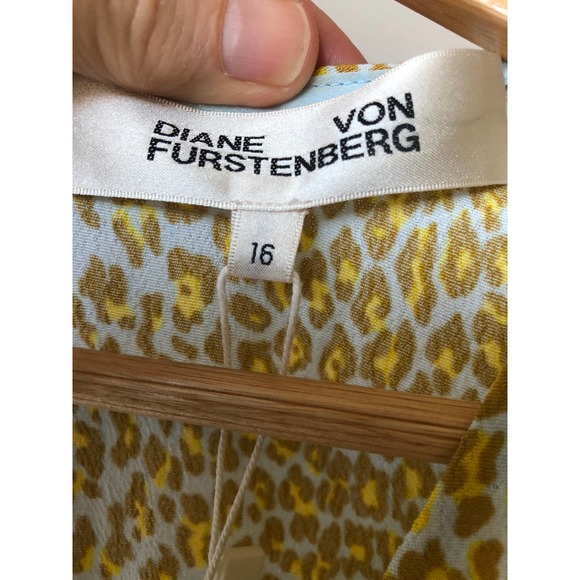 DIANE VON
FURSTENBERG
16